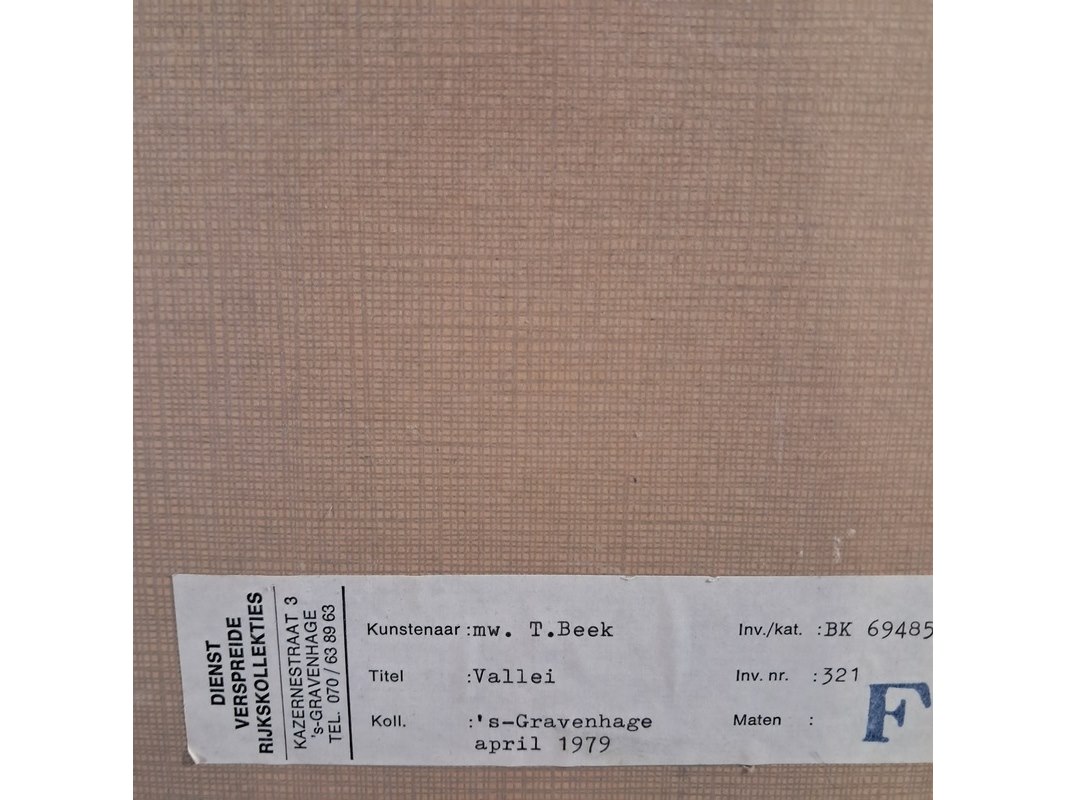 DIENST
VERSPREIDE
RIJKSKOLLEKTIES
KAZERNESTRAAT 3
's-GRAVENHAGE
TEL. 070 / 63 89 63
Kunstenaar :mw. T.Beek
Titel :Vallei
Koll. :'s-Gravenhage
april 1979
Inv./kat. :BK 69485
Inv. nr. :321
Maten :
F